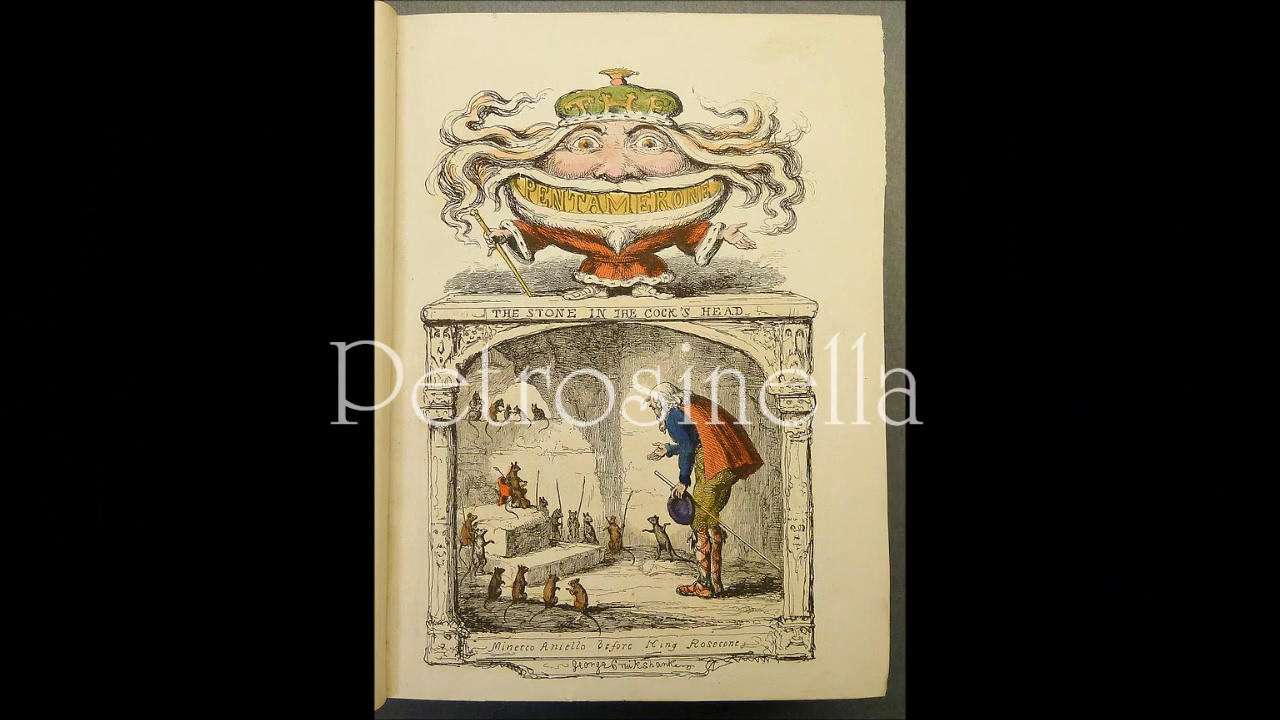 THE
PENTAMERONE
THE STONE IN THE COCK'S HEAD
Petrosinella
Minecco Aniello before King Rosecone
George Cruikshank